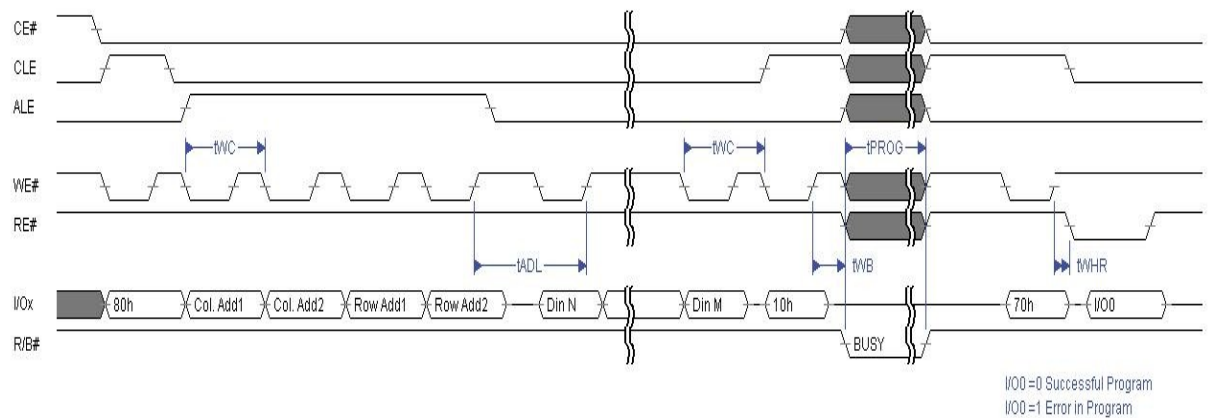 CE#
CLE
ALE
tWC tWC tPROG
WE#
RE#
tADL tWB tWHR
I/Ox 80h Col. Add1 Col. Add2 Row Add1 Row Add2 Din N Din M 10h 70h I/O0
R/B# BUSY
I/O0 =0 Successful Program
I/O0 =1 Error in Program